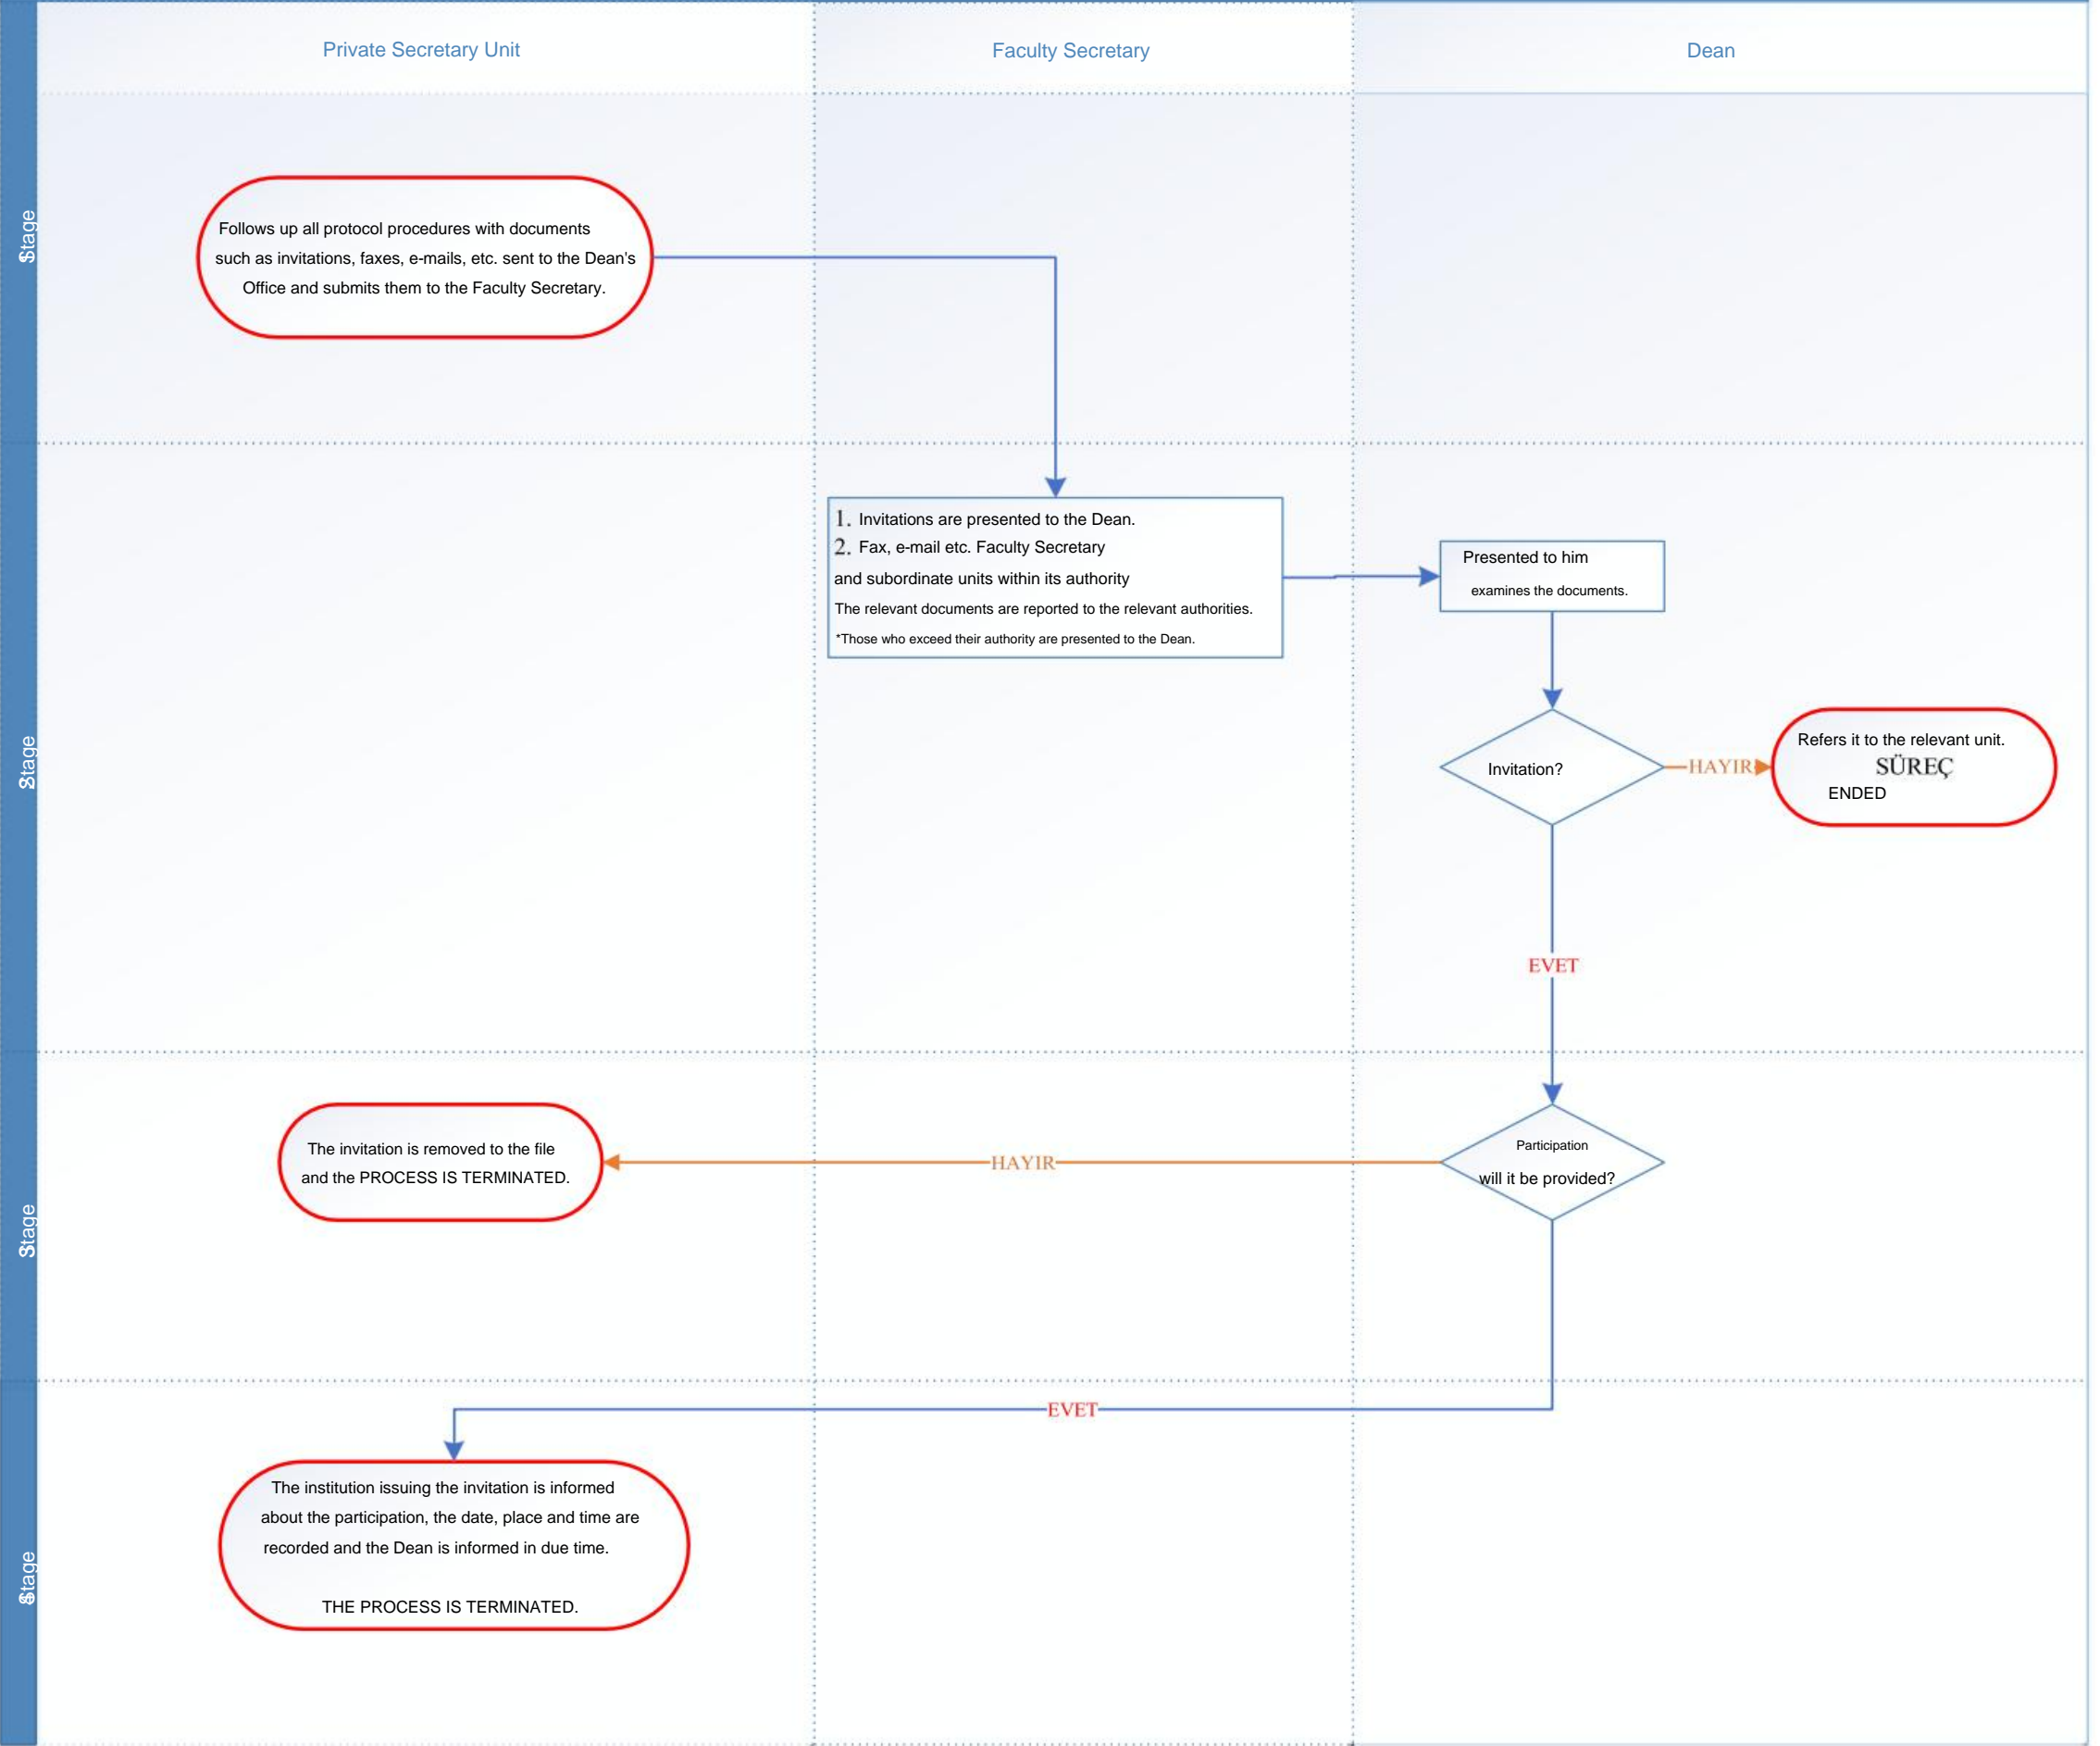 Private Secretary Unit
Faculty Secretary
Dean
Stage
Follows up all protocol procedures with documents
such as invitations, faxes, e-mails, etc. sent to the Dean's
Office and submits them to the Faculty Secretary.
Stage
1. Invitations are presented to the Dean.
2. Fax, e-mail etc. Faculty Secretary
and subordinate units within its authority
The relevant documents are reported to the relevant authorities.
*Those who exceed their authority are presented to the Dean.
Presented to him
examines the documents.
Invitation?
HAYIR
Refers it to the relevant unit.
SÜREÇ
ENDED
EVET
Stage
The invitation is removed to the file
and the PROCESS IS TERMINATED.
HAYIR
Participation
will it be provided?
EVET
Stage
The institution issuing the invitation is informed
about the participation, the date, place and time are
recorded and the Dean is informed in due time.
THE PROCESS IS TERMINATED.